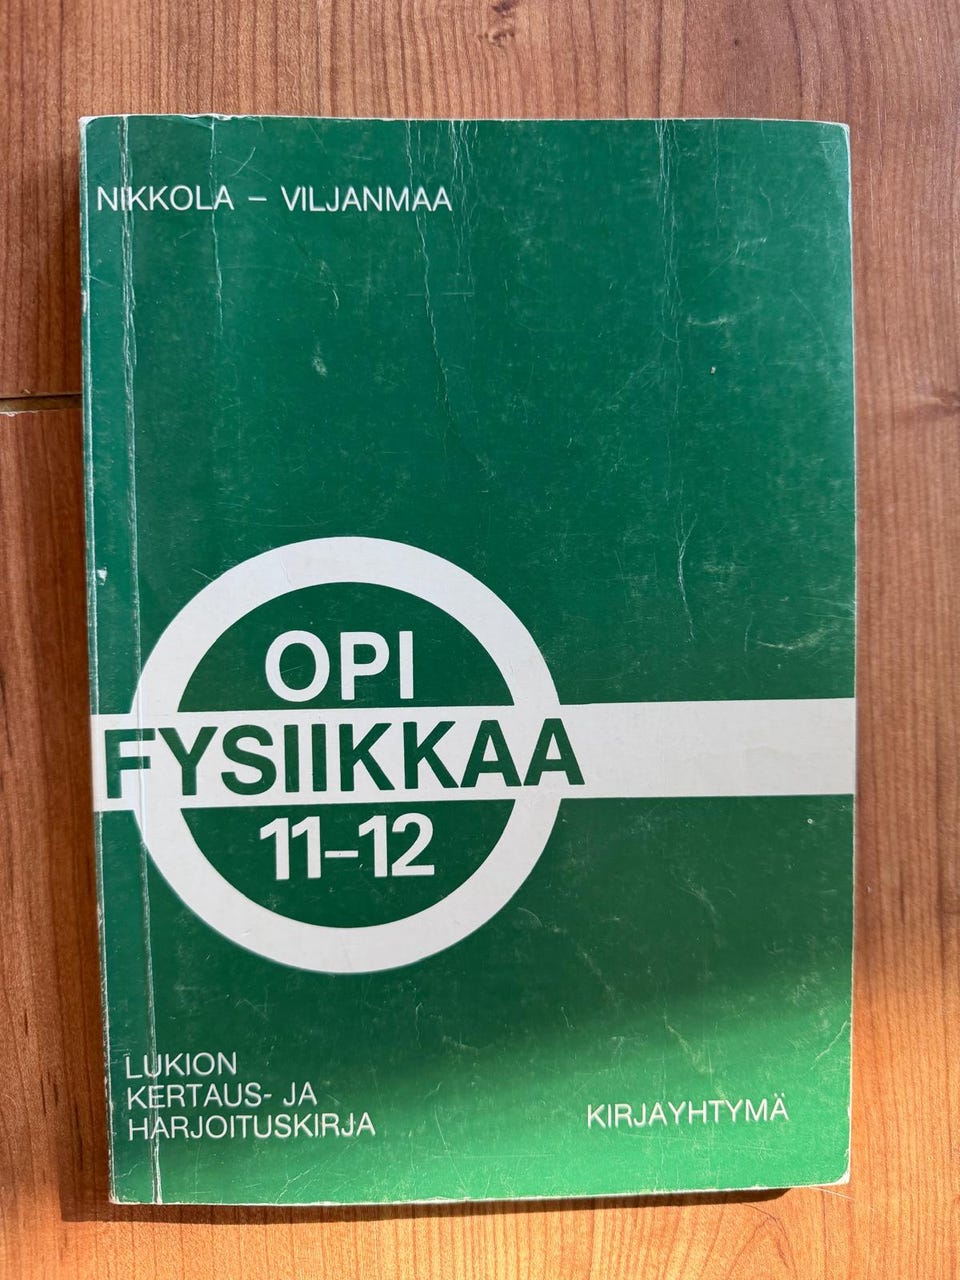 NIKKOLA – VILJANMAA
OPI
FYSIIKKAA
11–12
LUKION
KERTAUS- JA
HARJOITUSKIRJA
KIRJAYHTYMÄ